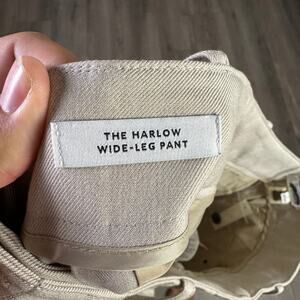 THE HARLOW
WIDE-LEG PANT